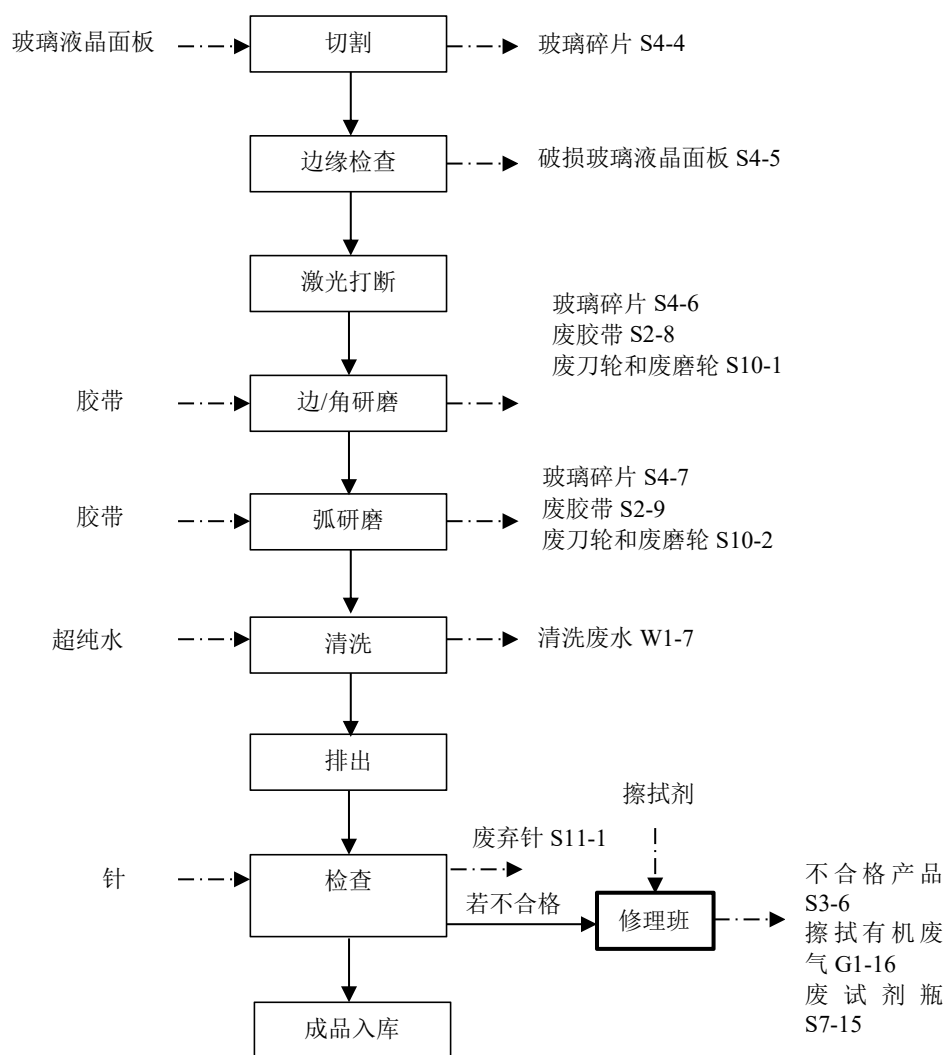 玻璃液晶面板
切割
玻璃碎片 S4-4
边缘检查
破损玻璃液晶面板 S4-5
激光打断
玻璃碎片 S4-6
废胶带 S2-8
废刀轮和废磨轮 S10-1
胶带
边/角研磨
玻璃碎片 S4-7
废胶带 S2-9
废刀轮和废磨轮 S10-2
胶带
弧研磨
超纯水
清洗
清洗废水 W1-7
排出
擦拭剂
废弃针 S11-1
针
检查
若不合格
修理班
不合格产品
S3-6
擦拭有机废
气 G1-16
废试剂瓶
S7-15
成品入库